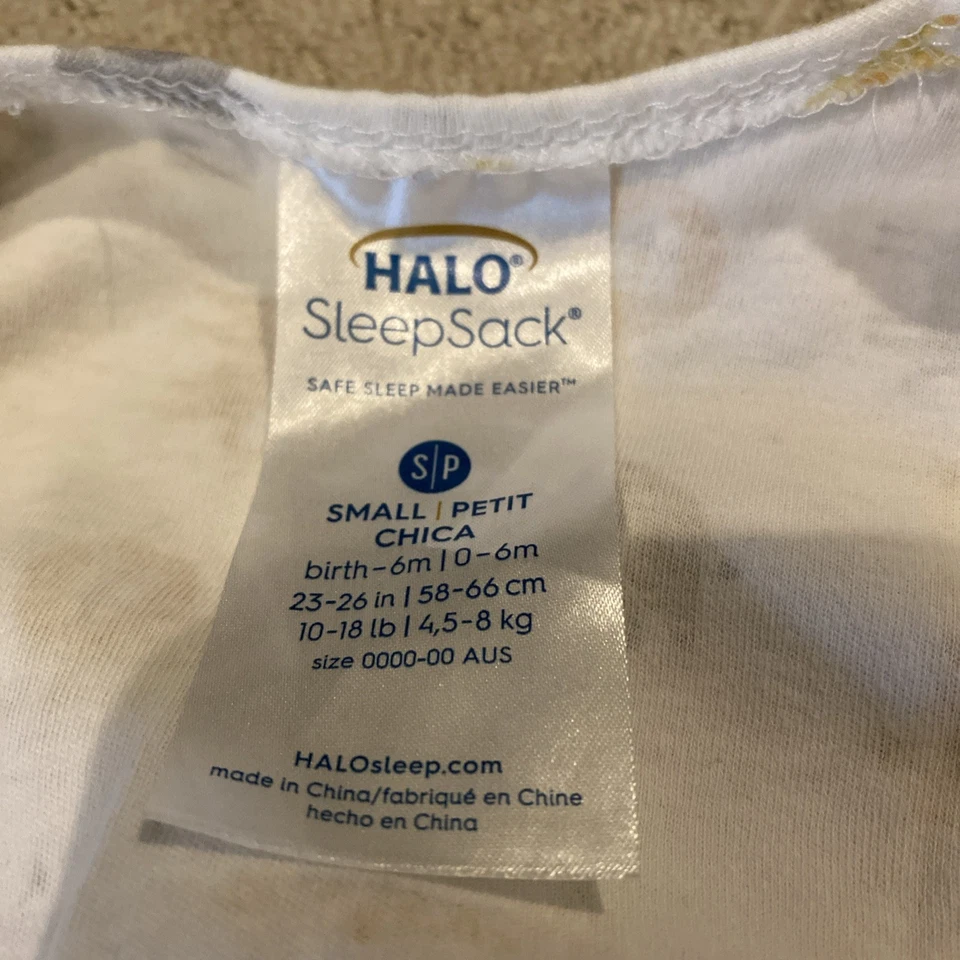 HALO®
SleepSack®
SAFE SLEEP MADE EASIER™
S|P
SMALL | PETIT
CHICA
birth-6m | 0-6m
23-26 in | 58-66 cm
10-18 lb | 4,5-8 kg
size 0000-00 AUS
HALOsleep.com
made in China/fabriqué en Chine
hecho en China